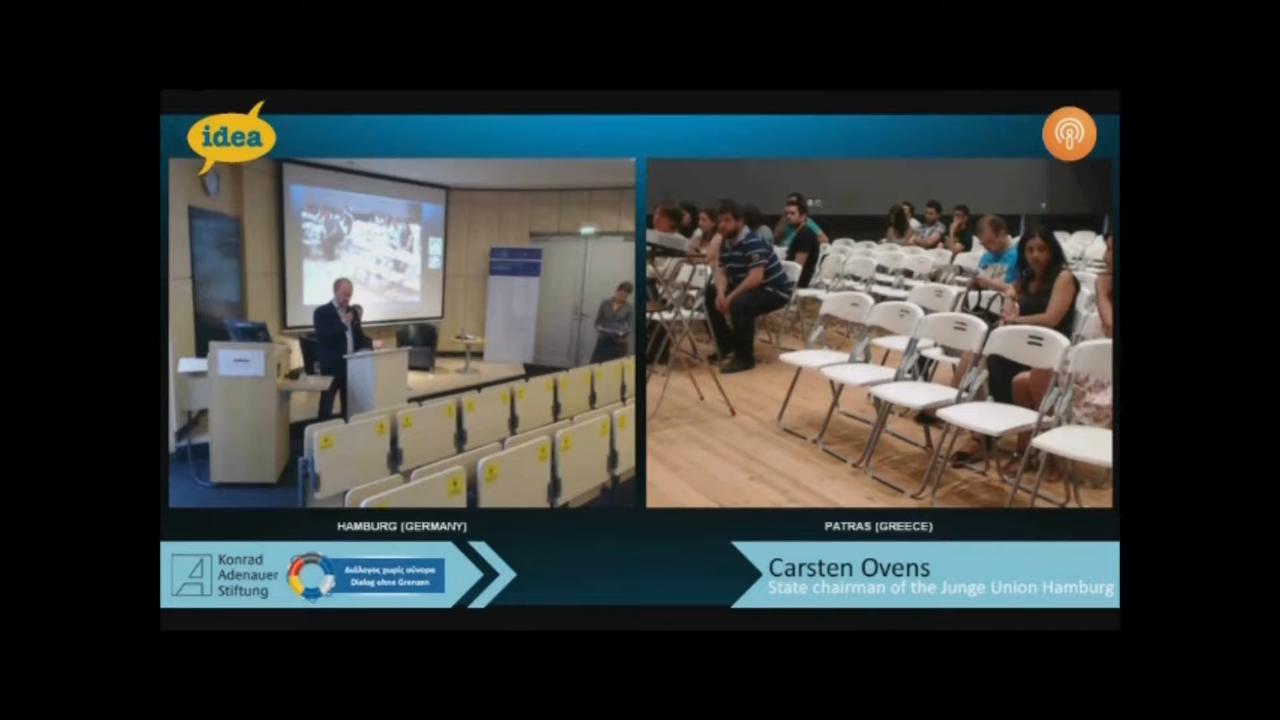 idea
HAMBURG (GERMANY)
PATRAS (GREECE)
Konrad
Adenauer
Stiftung
Διάλογος χωρίς σύνορα
Dialog ohne Grenzen
Carsten Ovens
State chairman of the Junge Union Hamburg